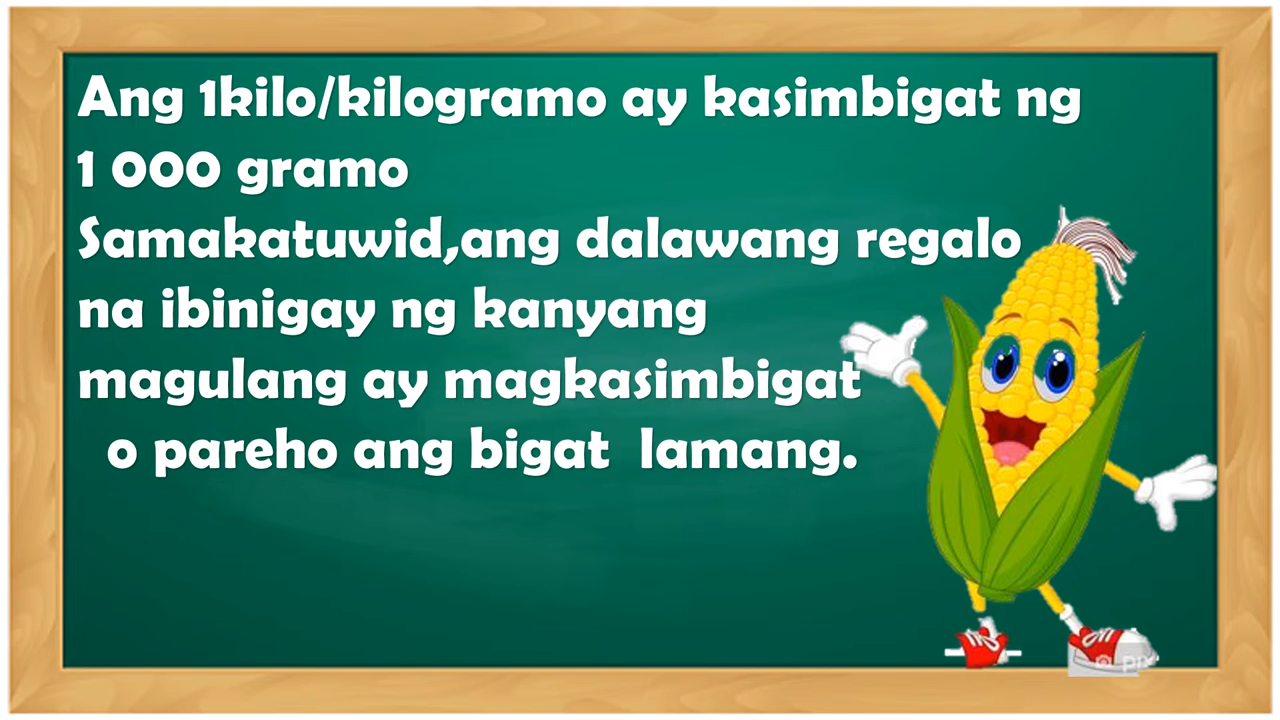 Ang 1kilo/kilogramo ay kasimbigat ng
1 000 gramo
Samakatuwid,ang dalawang regalo
na ibinigay ng kanyang
magulang ay magkasimbigat
o pareho ang bigat lamang.